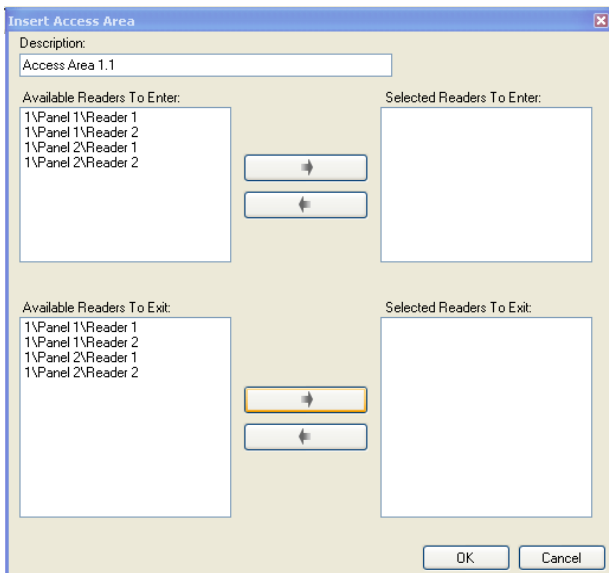 Insert Access Area
Description:
Access Area 1.1
Available Readers To Enter:
Selected Readers To Enter:
1\Panel 1\Reader 1
1\Panel 1\Reader 2
1\Panel 2\Reader 1
1\Panel 2\Reader 2
Available Readers To Exit:
Selected Readers To Exit:
1\Panel 1\Reader 1
1\Panel 1\Reader 2
1\Panel 2\Reader 1
1\Panel 2\Reader 2
OK
Cancel